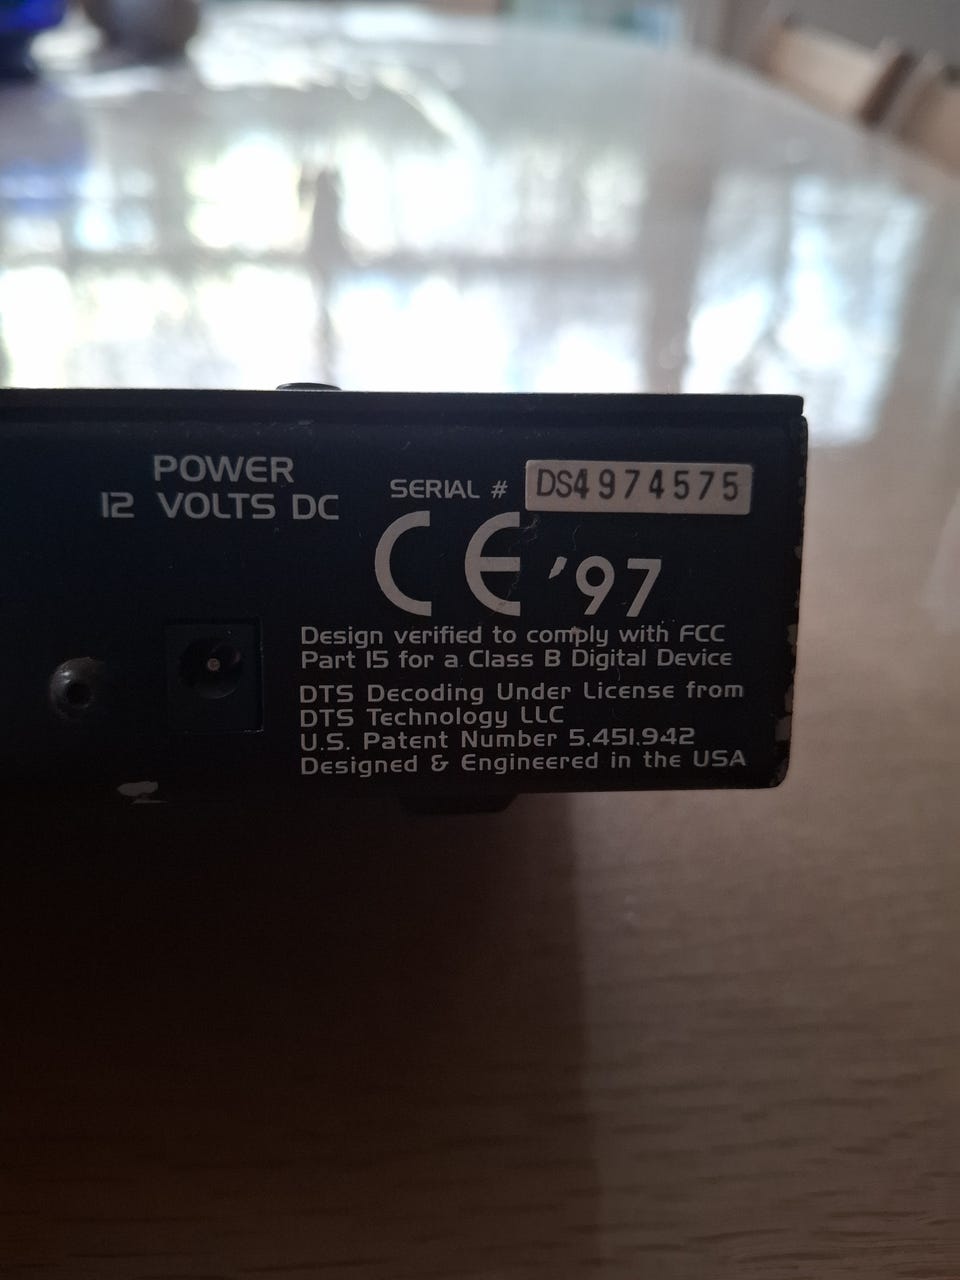 POWER
12 VOLTS DC
SERIAL # DS4974575
CE '97
Design verified to comply with FCC
Part 15 for a Class B Digital Device
DTS Decoding Under License from
DTS Technology LLC
U.S. Patent Number 5,451,942
Designed & Engineered in the USA